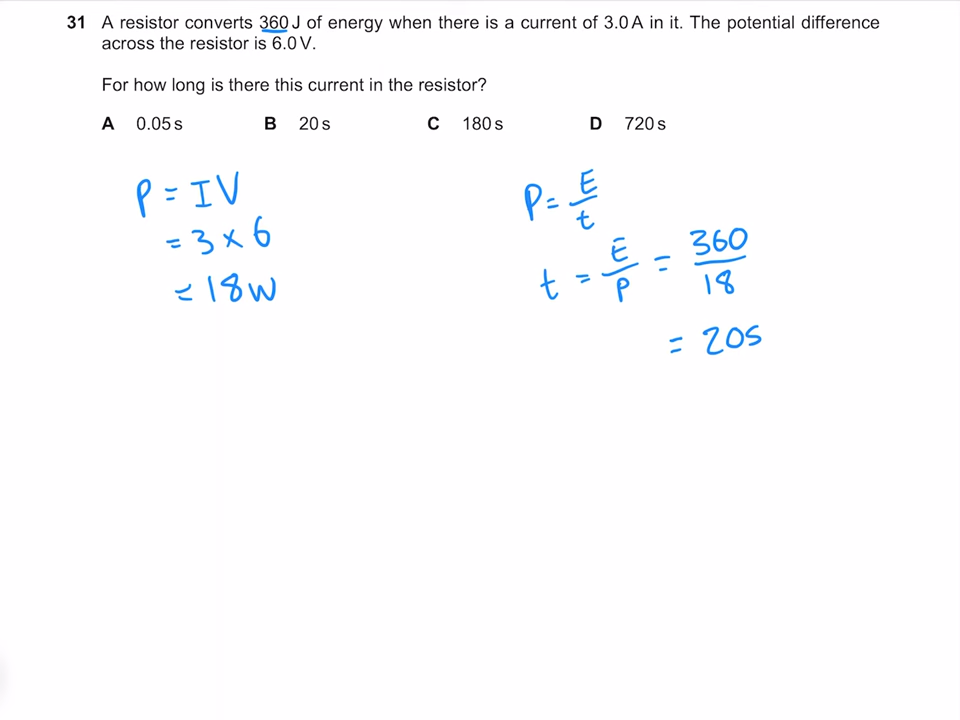 31 A resistor converts 360 J of energy when there is a current of 3.0 A in it. The potential difference
across the resistor is 6.0 V.
For how long is there this current in the resistor?
A 0.05 s B 20 s C 180 s D 720 s
P = IV
= 3 × 6
= 18W
P = E/t
t = E/P = 360/18
= 20s